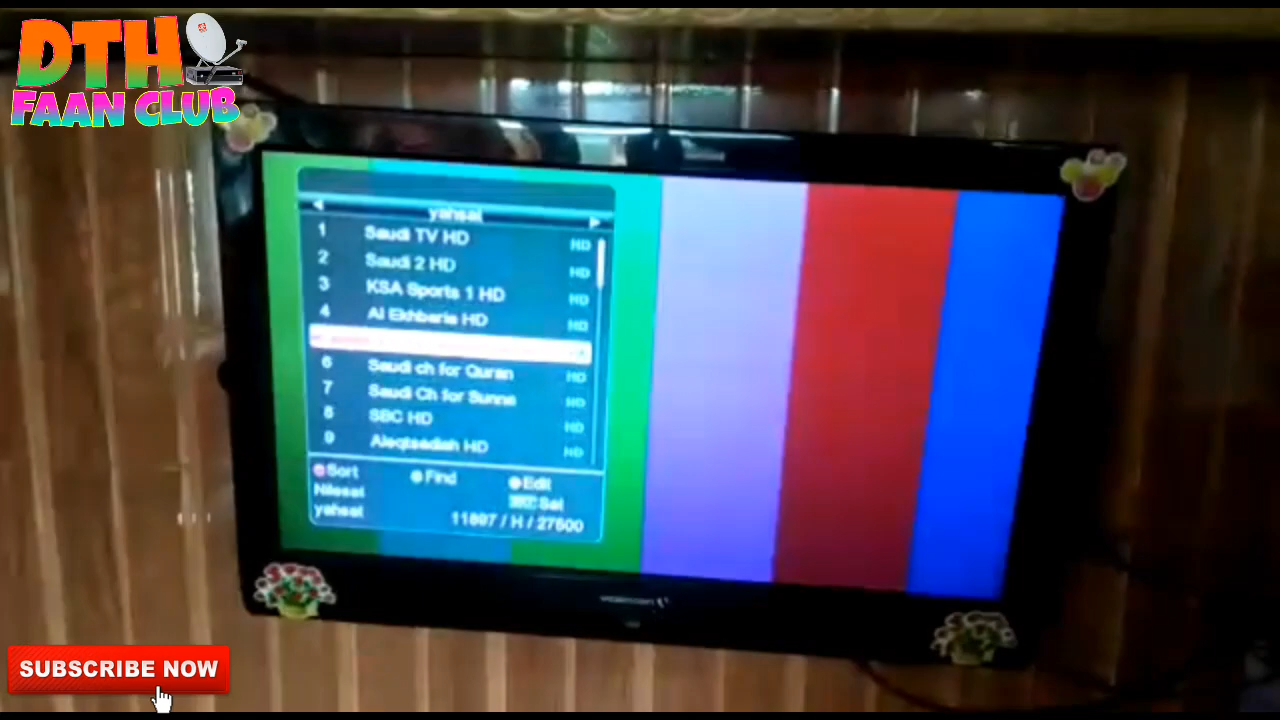 DTH
FAAN CLUB
yahsat
1 Saudi TV HD HD
2 Saudi 2 HD HD
3 KSA Sports 1 HD HD
4 Al Ekhbaria HD HD
6 Saudi ch for Quran HD
7 Saudi Ch for Sunna HD
8 SBC HD HD
9 Aleqtsadiah HD HD
Sort Find Edit
Nilesat Sat
yahsat 11897 / H / 27500
SUBSCRIBE NOW